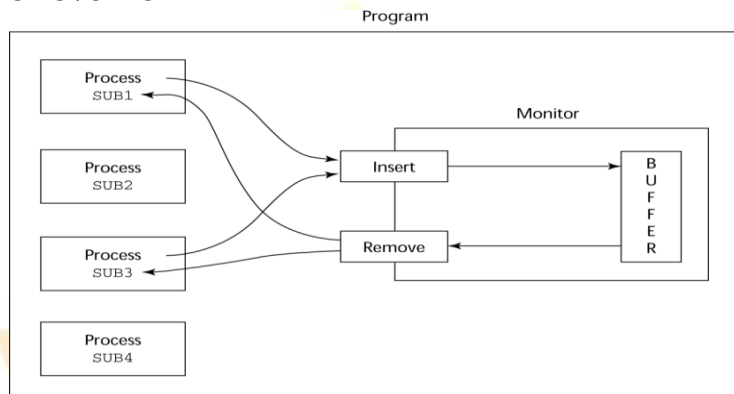 Program
Process
SUB1
Monitor
Insert
B
U
F
F
E
R
Process
SUB2
Process
SUB3
Remove
Process
SUB4